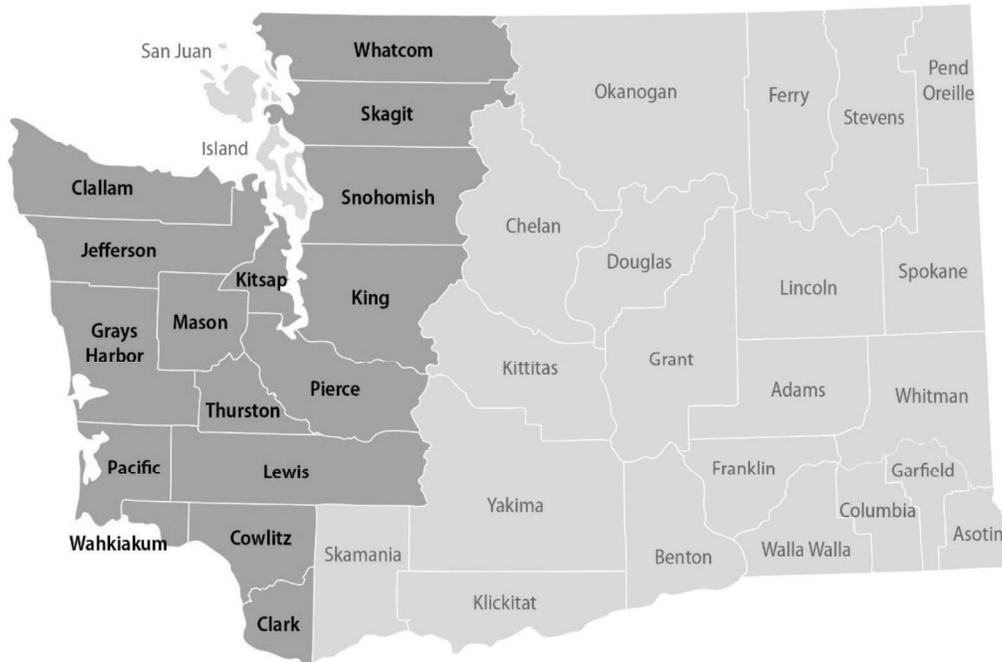 San Juan
Whatcom
Okanogan
Ferry
Stevens
Pend
Oreille
Skagit
Island
Clallam
Snohomish
Chelan
Jefferson
Kitsap
Douglas
Lincoln
Spokane
King
Mason
Grays
Harbor
Kittitas
Grant
Adams
Whitman
Pierce
Thurston
Pacific
Lewis
Yakima
Franklin
Garfield
Columbia
Wahkiakum
Cowlitz
Skamania
Benton
Walla Walla
Asotin
Klickitat
Clark